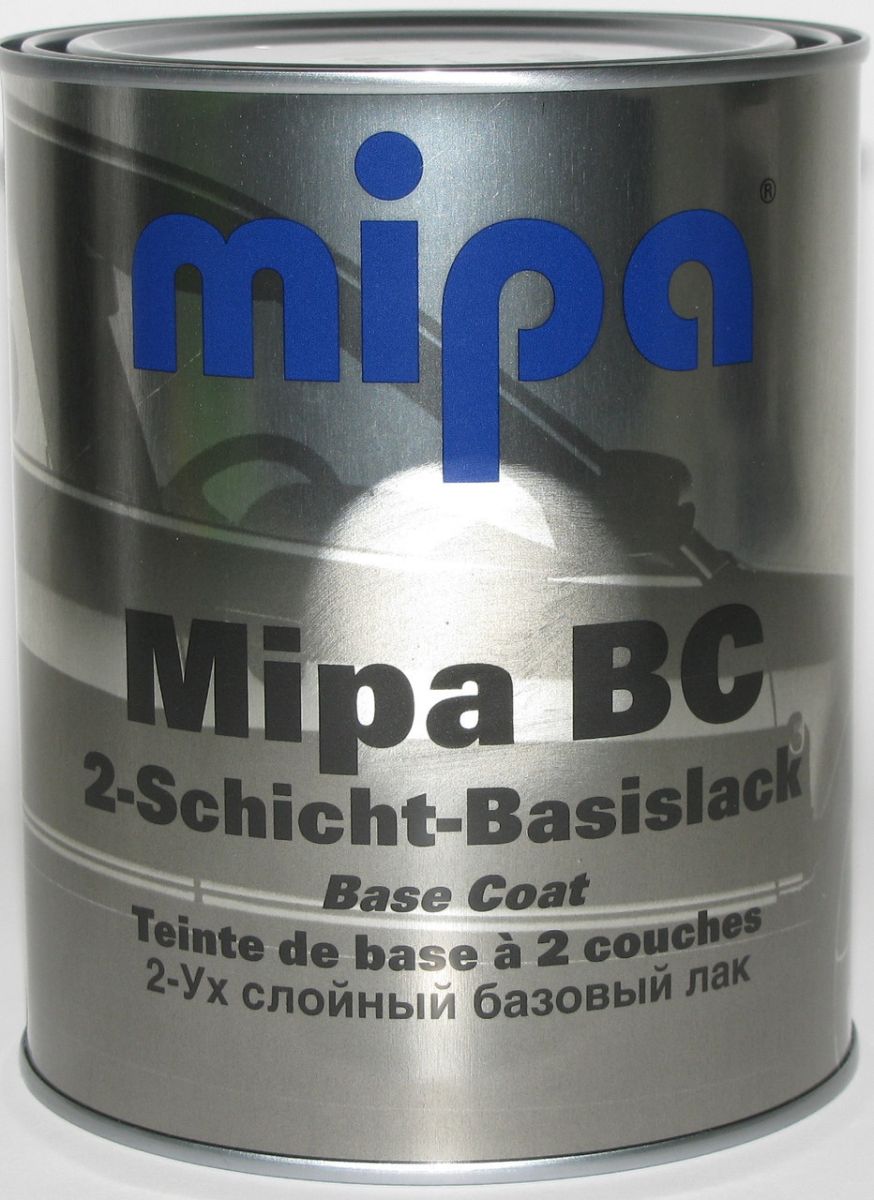 mipa®
Mipa BC
2-Schicht-Basislack
Base Coat
Teinte de base à 2 couches
2-Ух слойный базовый лак